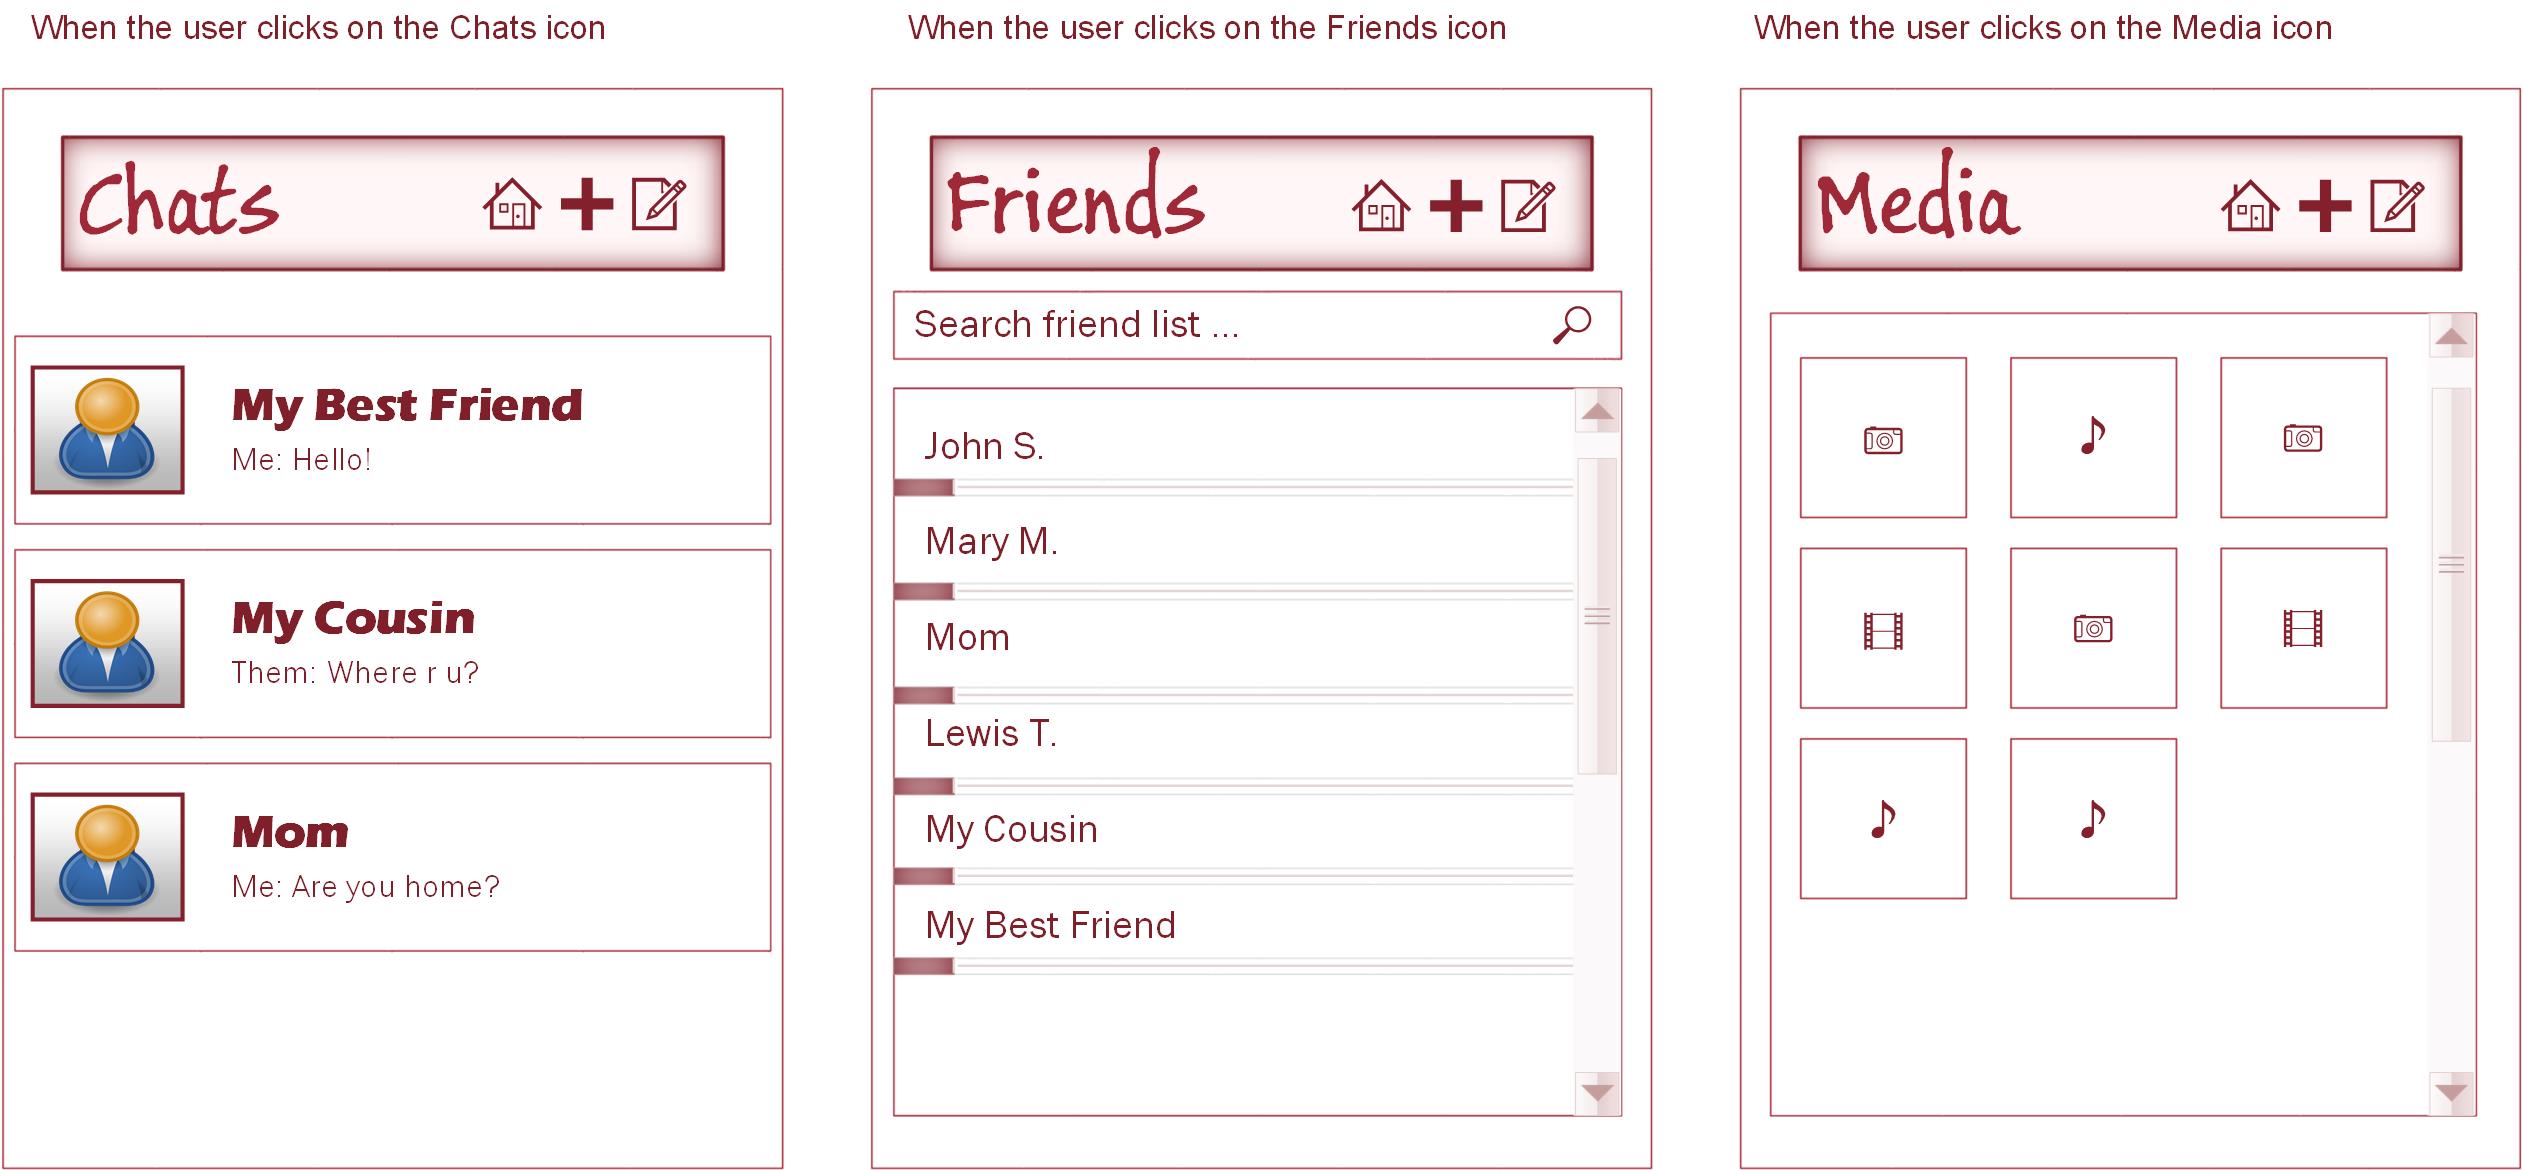 When the user clicks on the Chats icon
Chats
My Best Friend
Me: Hello!
My Cousin
Them: Where r u?
Mom
Me: Are you home?
When the user clicks on the Friends icon
Friends
Search friend list ...
John S.
Mary M.
Mom
Lewis T.
My Cousin
My Best Friend
When the user clicks on the Media icon
Media